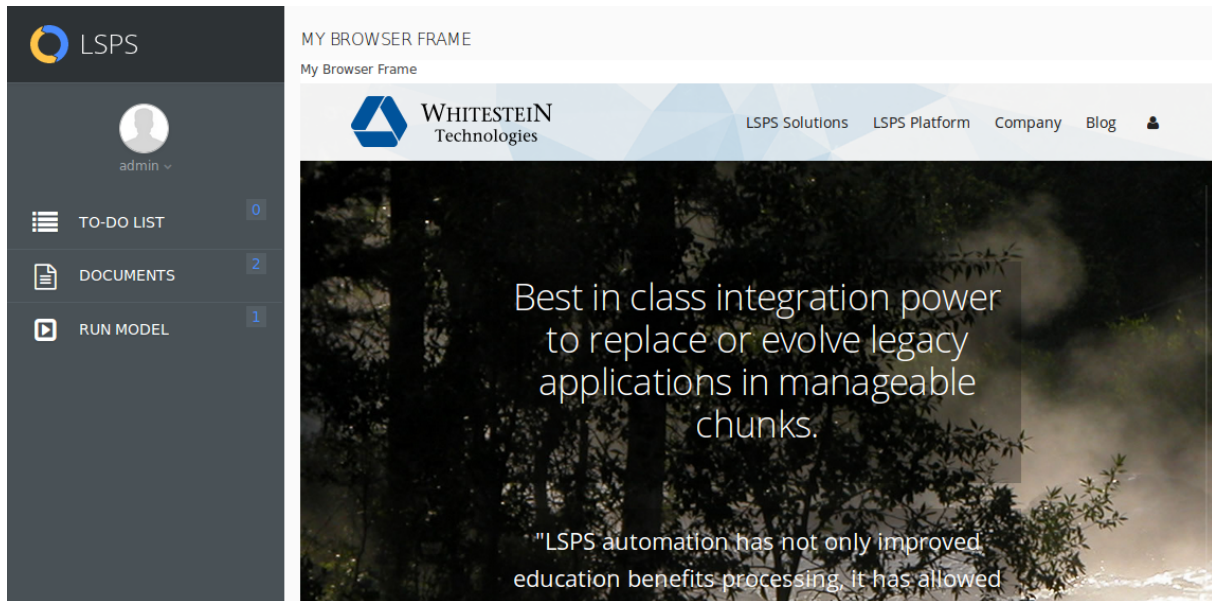 LSPS
admin
TO-DO LIST 0
DOCUMENTS 2
RUN MODEL 1
MY BROWSER FRAME
My Browser Frame
WHITESTEIN
Technologies
LSPS Solutions LSPS Platform Company Blog
Best in class integration power
to replace or evolve legacy
applications in manageable
chunks.
"LSPS automation has not only improved
education benefits processing, it has allowed